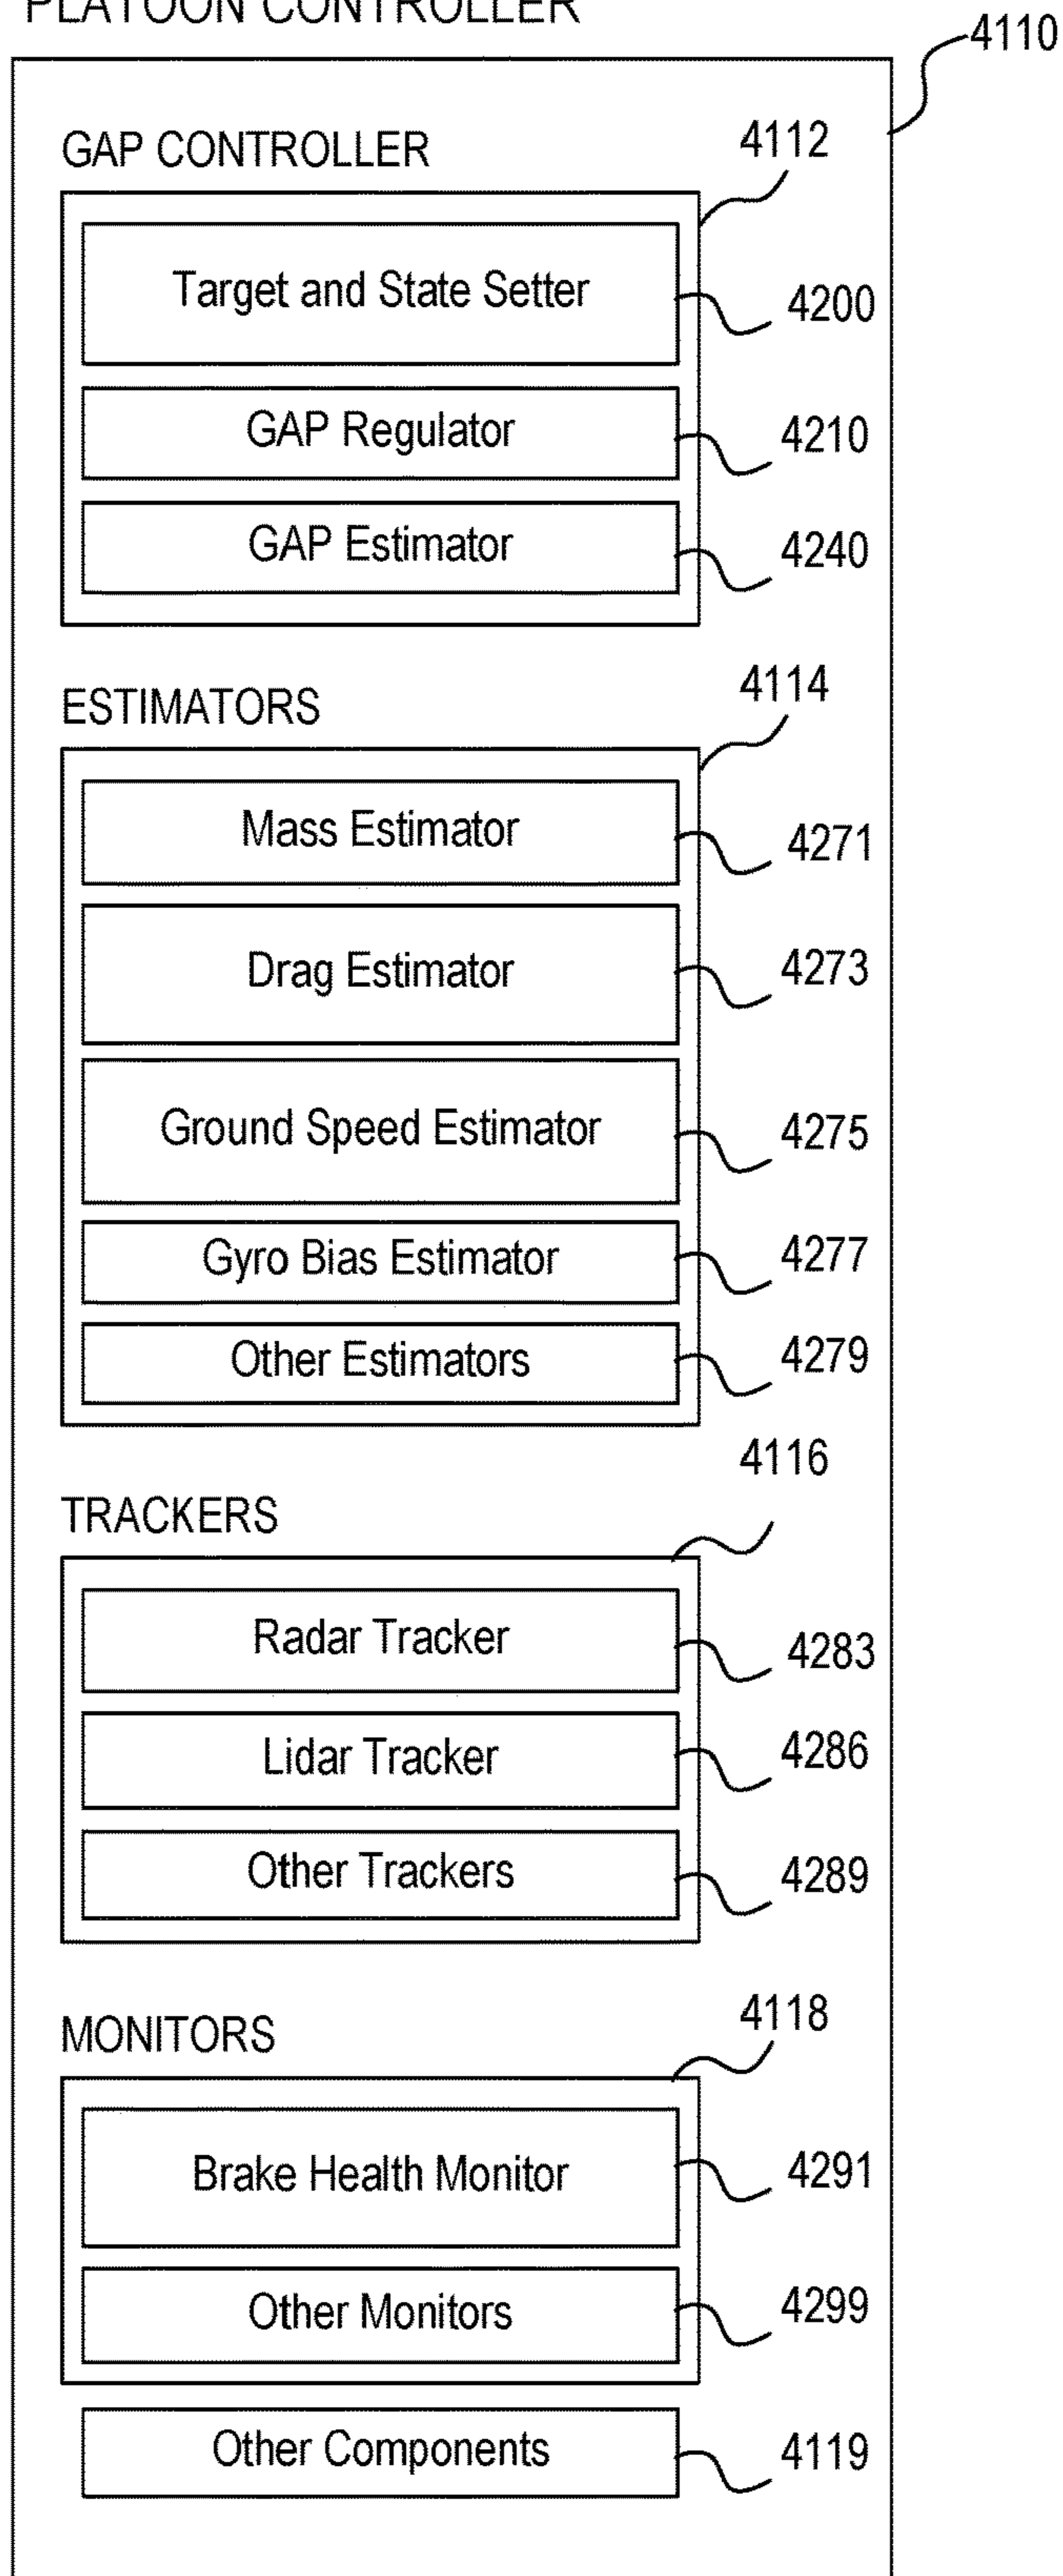 PLATOON CONTROLLER
4110
GAP CONTROLLER
4112
Target and State Setter
4200
GAP Regulator
4210
GAP Estimator
4240
ESTIMATORS
4114
Mass Estimator
4271
Drag Estimator
4273
Ground Speed Estimator
4275
Gyro Bias Estimator
4277
Other Estimators
4279
4116
TRACKERS
Radar Tracker
4283
Lidar Tracker
4286
Other Trackers
4289
MONITORS
4118
Brake Health Monitor
4291
Other Monitors
4299
Other Components
4119